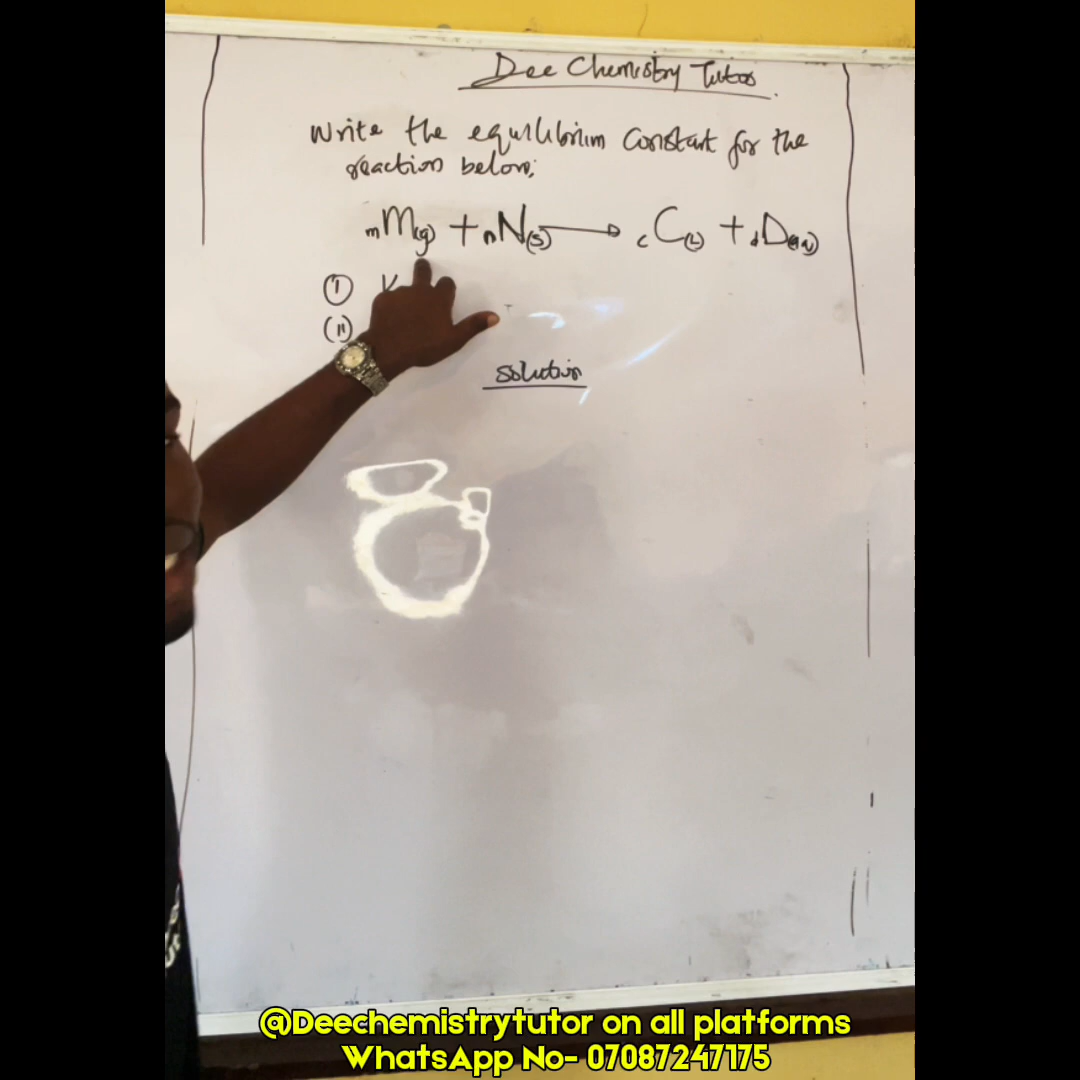 Dee Chemistry Tutor
Write the equilibrium constant for the
reaction below;
mM(g) + nN(s) → cC(L) + dD(aq)
(I) K
(II)
Solution
@Deechemistrytutor on all platforms
WhatsApp No- 07087247175